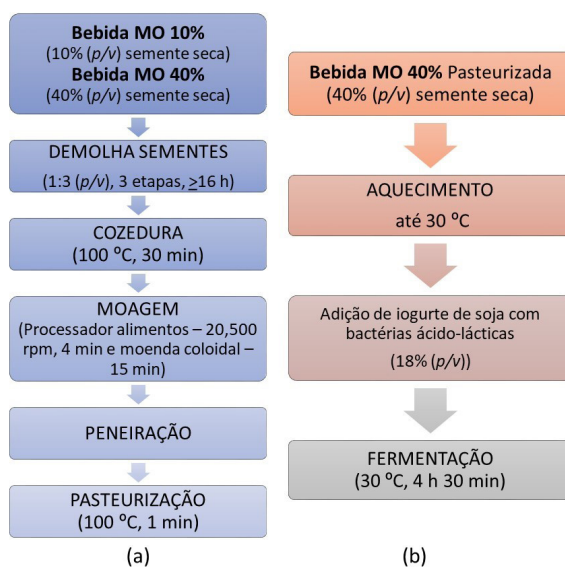 Bebida MO 10%
(10% (p/v) semente seca)
Bebida MO 40%
(40% (p/v) semente seca)
DEMOLHA SEMENTES
(1:3 (p/v), 3 etapas, ≥16 h)
COZEDURA
(100 ºC, 30 min)
MOAGEM
(Processador alimentos – 20,500
rpm, 4 min e moenda coloidal –
15 min)
PENEIRAÇÃO
PASTEURIZAÇÃO
(100 ºC, 1 min)
(a)
Bebida MO 40% Pasteurizada
(40% (p/v) semente seca)
AQUECIMENTO
até 30 ºC
Adição de iogurte de soja com
bactérias ácido-lácticas
(18% (p/v))
FERMENTAÇÃO
(30 ºC, 4 h 30 min)
(b)